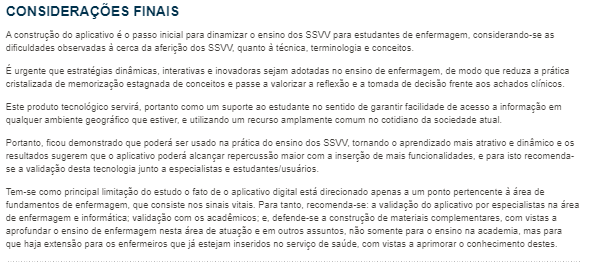 CONSIDERAÇÕES FINAIS
A construção do aplicativo é o passo inicial para dinamizar o ensino dos SSVV para estudantes de enfermagem, considerando-se as
dificuldades observadas á cerca da aferição dos SSVV, quanto á técnica, terminologia e conceitos.
É urgente que estratégias dinâmicas, interativas e inovadoras sejam adotadas no ensino de enfermagem, de modo que reduza a prática
cristalizada de memorização estagnada de conceitos e passe a valorizar a reflexão e a tomada de decisão frente aos achados clínicos.
Este produto tecnológico servirá, portanto como um suporte ao estudante no sentido de garantir facilidade de acesso a informação em
qualquer ambiente geográfico que estiver, e utilizando um recurso amplamente comum no cotidiano da sociedade atual.
Portanto, ficou demonstrado que poderá ser usado na prática do ensino dos SSVV, tornando o aprendizado mais atrativo e dinâmico e os
resultados sugerem que o aplicativo poderá alcançar repercussão maior com a inserção de mais funcionalidades, e para isto recomenda-
se a validação desta tecnologia junto a especialistas e estudantes/usuários.
Tem-se como principal limitação do estudo o fato de o aplicativo digital está direcionado apenas a um ponto pertencente à área de
fundamentos de enfermagem, que consiste nos sinais vitais. Para tanto, recomenda-se: a validação do aplicativo por especialistas na área
de enfermagem e informática; validação com os acadêmicos; e, defende-se a construção de materiais complementares, com vistas a
aprofundar o ensino de enfermagem nesta área de atuação e em outros assuntos, não somente para o ensino na academia, mas para
que haja extensão para os enfermeiros que já estejam inseridos no serviço de saúde, com vistas a aprimorar o conhecimento destes.